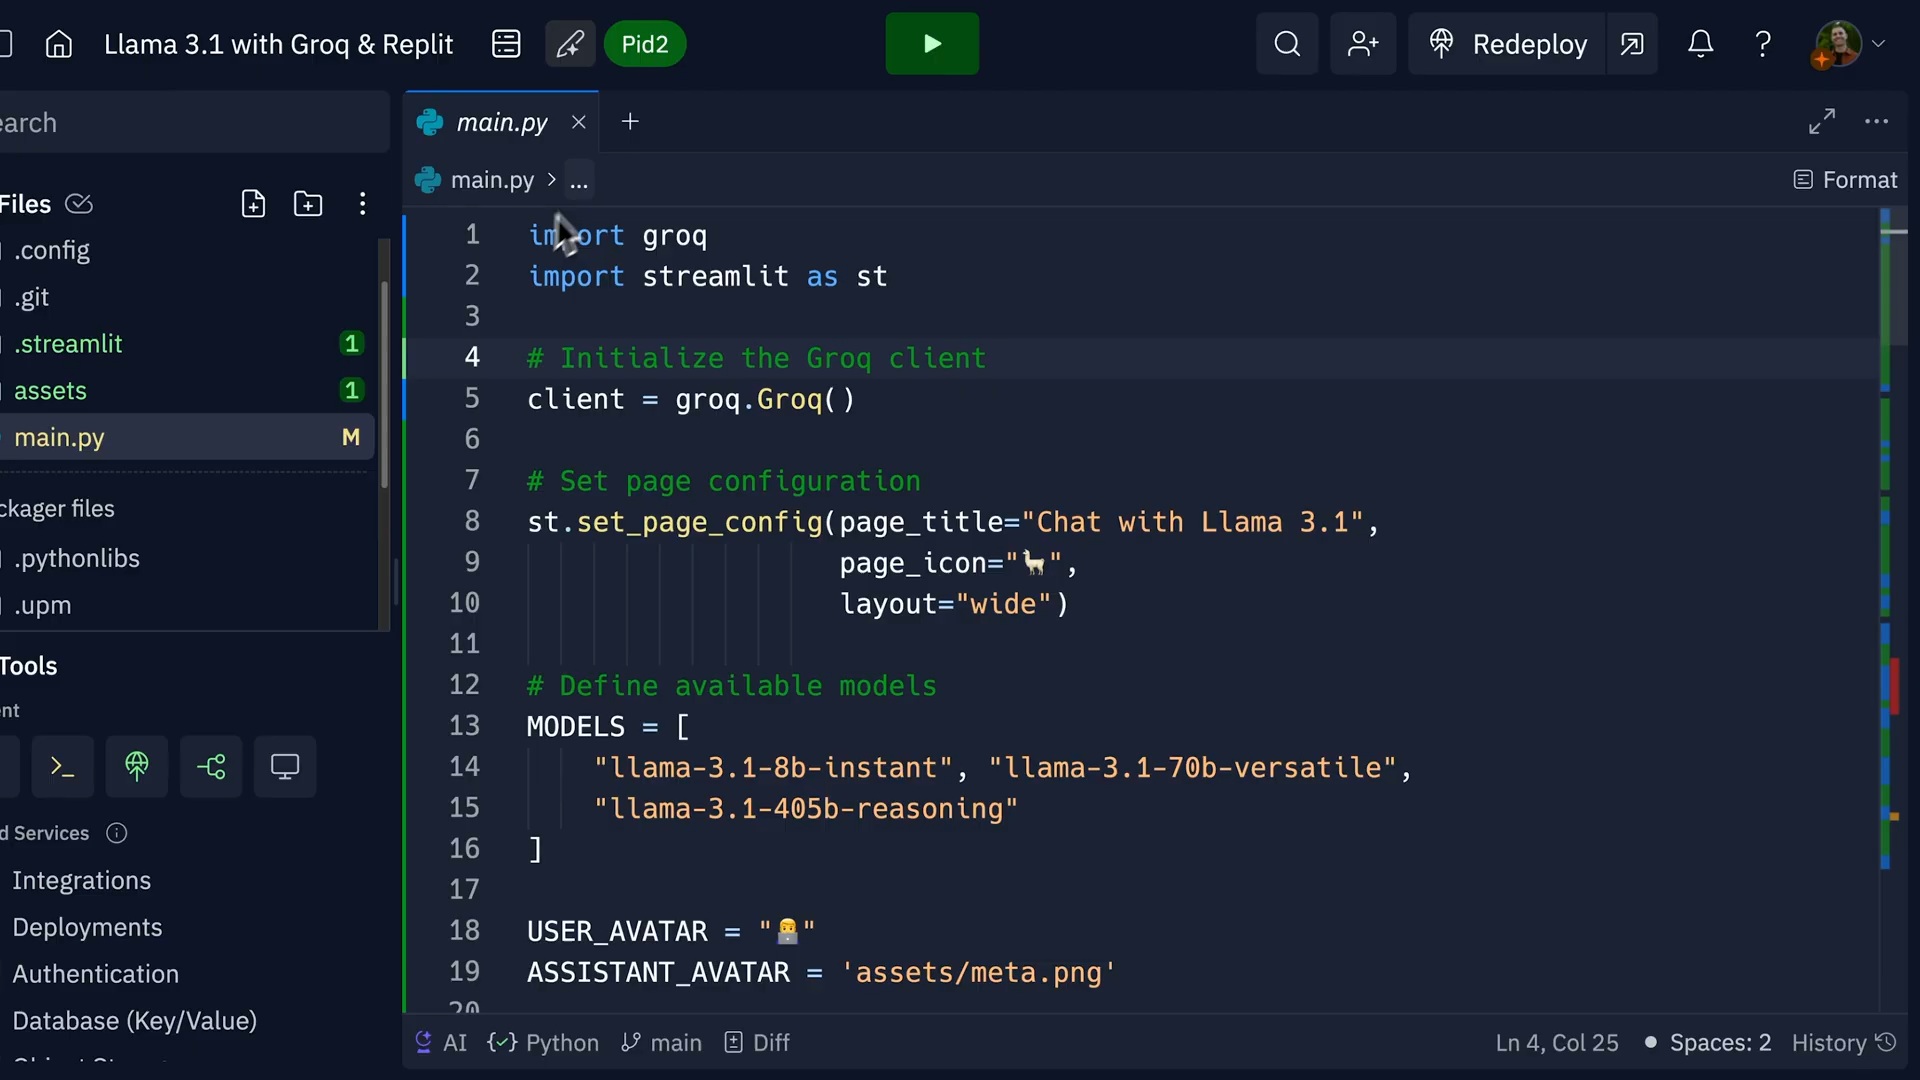 Llama 3.1 with Groq & Replit
Pid2
Redeploy
earch
main.py
main.py > ...
Format
Files
.config
.git
.streamlit 1
assets 1
main.py M
ckager files
.pythonlibs
.upm
Tools
nt
d Services
Integrations
Deployments
Authentication
Database (Key/Value)
1 import groq
2 import streamlit as st
3
4 # Initialize the Groq client
5 client = groq.Groq()
6
7 # Set page configuration
8 st.set_page_config(page_title="Chat with Llama 3.1",
9 page_icon="🦙",
10 layout="wide")
11
12 # Define available models
13 MODELS = [
14 "llama-3.1-8b-instant", "llama-3.1-70b-versatile",
15 "llama-3.1-405b-reasoning"
16 ]
17
18 USER_AVATAR = "👨‍💻"
19 ASSISTANT_AVATAR = 'assets/meta.png'
20
AI
Python
main
Diff
Ln 4, Col 25
Spaces: 2
History